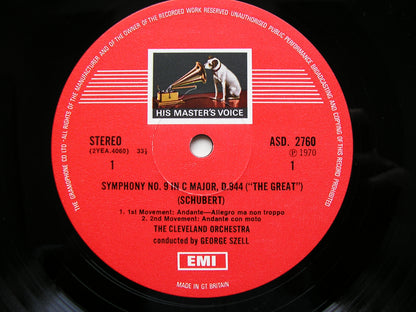 THE GRAMOPHONE CO LTD · ALL RIGHTS OF THE MANUFACTURER AND OF THE OWNER OF THE RECORDED WORK RESERVED UNAUTHORISED PUBLIC PERFORMANCE BROADCASTING AND COPYING OF THIS RECORD PROHIBITED
HIS MASTER'S VOICE
STEREO
(2YEA.4060) 33⅓
1
ASD. 2760
℗ 1970
1
SYMPHONY NO. 9 IN C MAJOR, D.944 ("THE GREAT")
(SCHUBERT)
1. 1st Movement: Andante—Allegro ma non troppo
2. 2nd Movement: Andante con moto
THE CLEVELAND ORCHESTRA
conducted by GEORGE SZELL
EMI
MADE IN GT BRITAIN